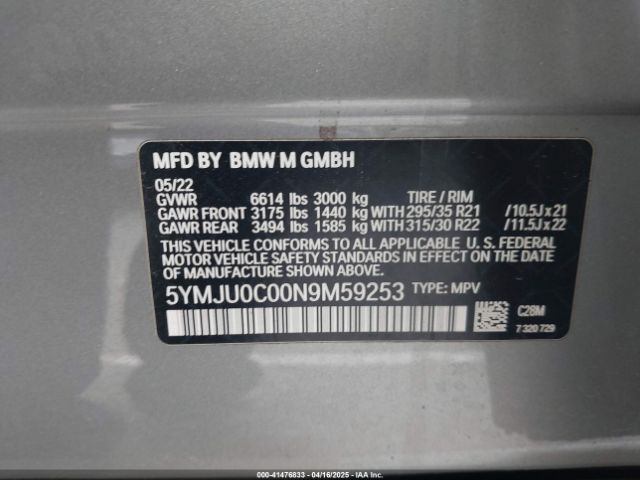 MFD BY BMW M GMBH
05/22
GVWR 6614 lbs 3000 kg TIRE / RIM
GAWR FRONT 3175 lbs 1440 kg WITH 295/35 R21 /10.5Jx21
GAWR REAR 3494 lbs 1585 kg WITH 315/30 R22 /11.5Jx22
THIS VEHICLE CONFORMS TO ALL APPLICABLE U. S. FEDERAL
MOTOR VEHICLE SAFETY STANDARDS IN EFFECT ON THE DATE
OF MANUFACTURE SHOWN ABOVE.
5YMJU0C00N9M59253 TYPE: MPV
C28M
7 320 729
000-41476833 - 04/16/2025 - IAA Inc.